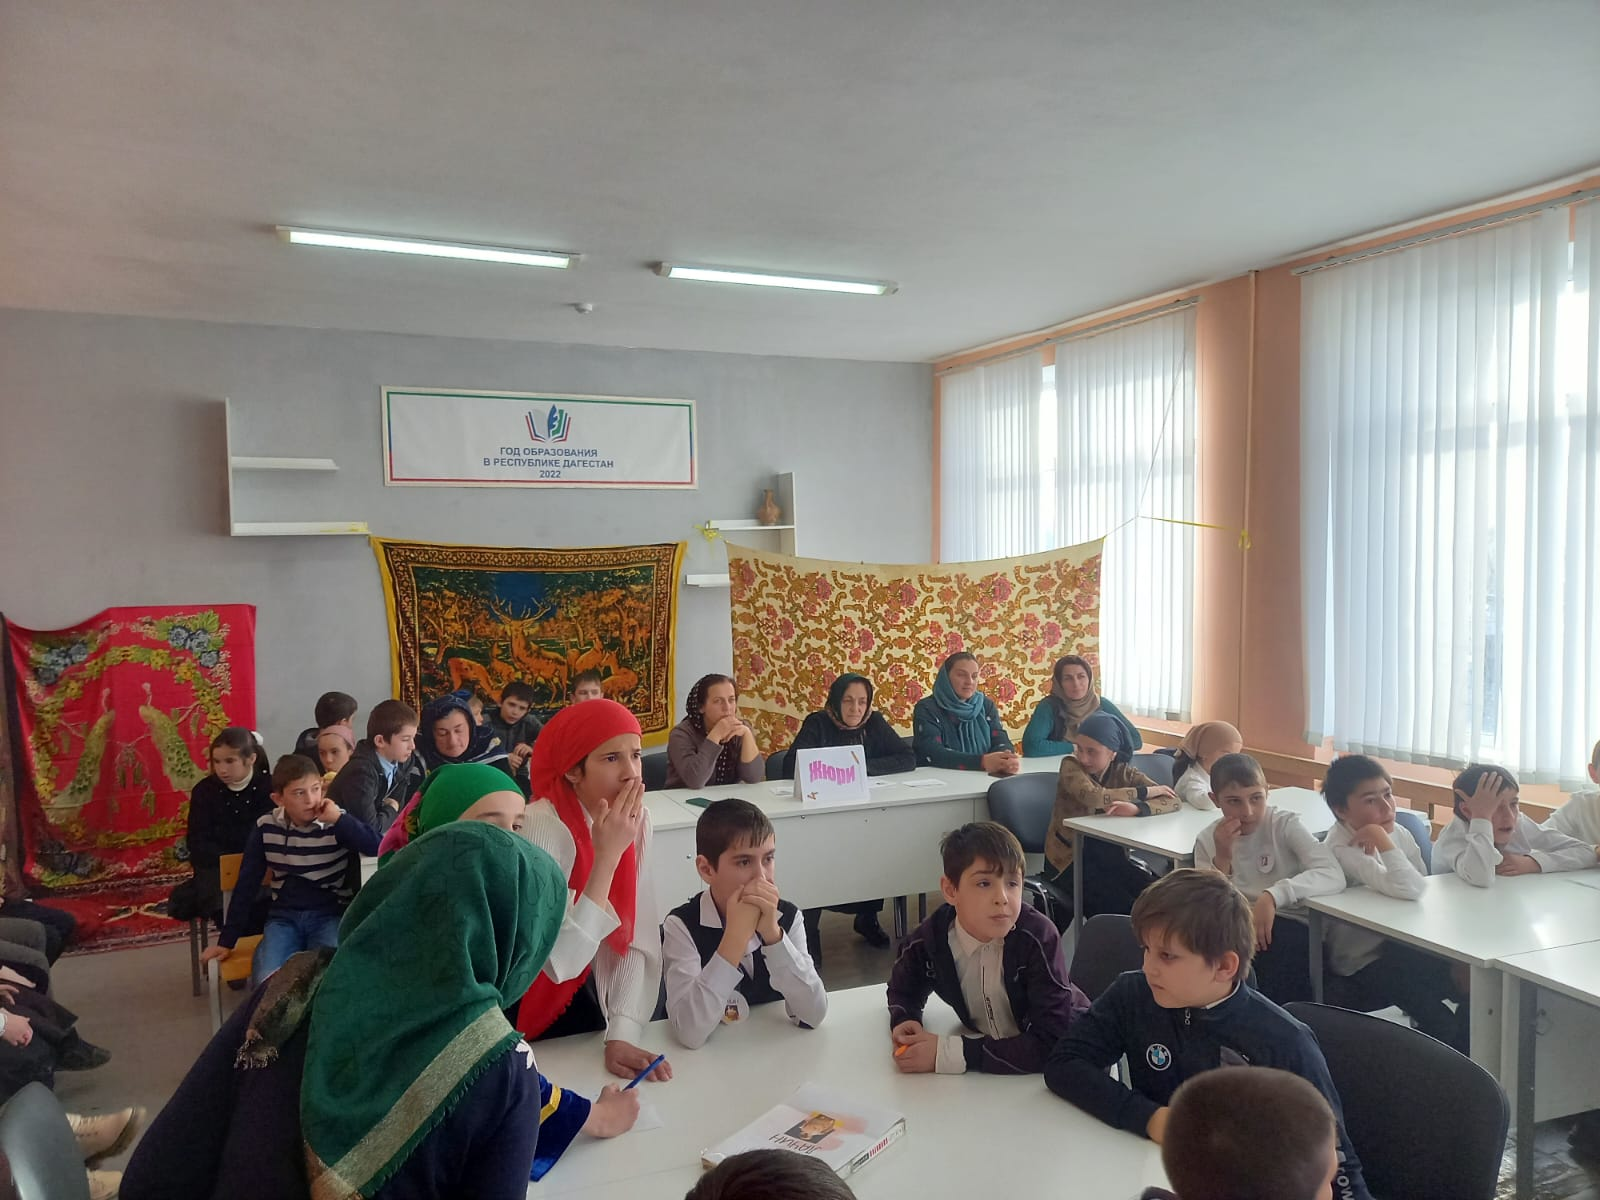 ГОД ОБРАЗОВАНИЯ
В РЕСПУБЛИКЕ ДАГЕСТАН
2022
Жюри